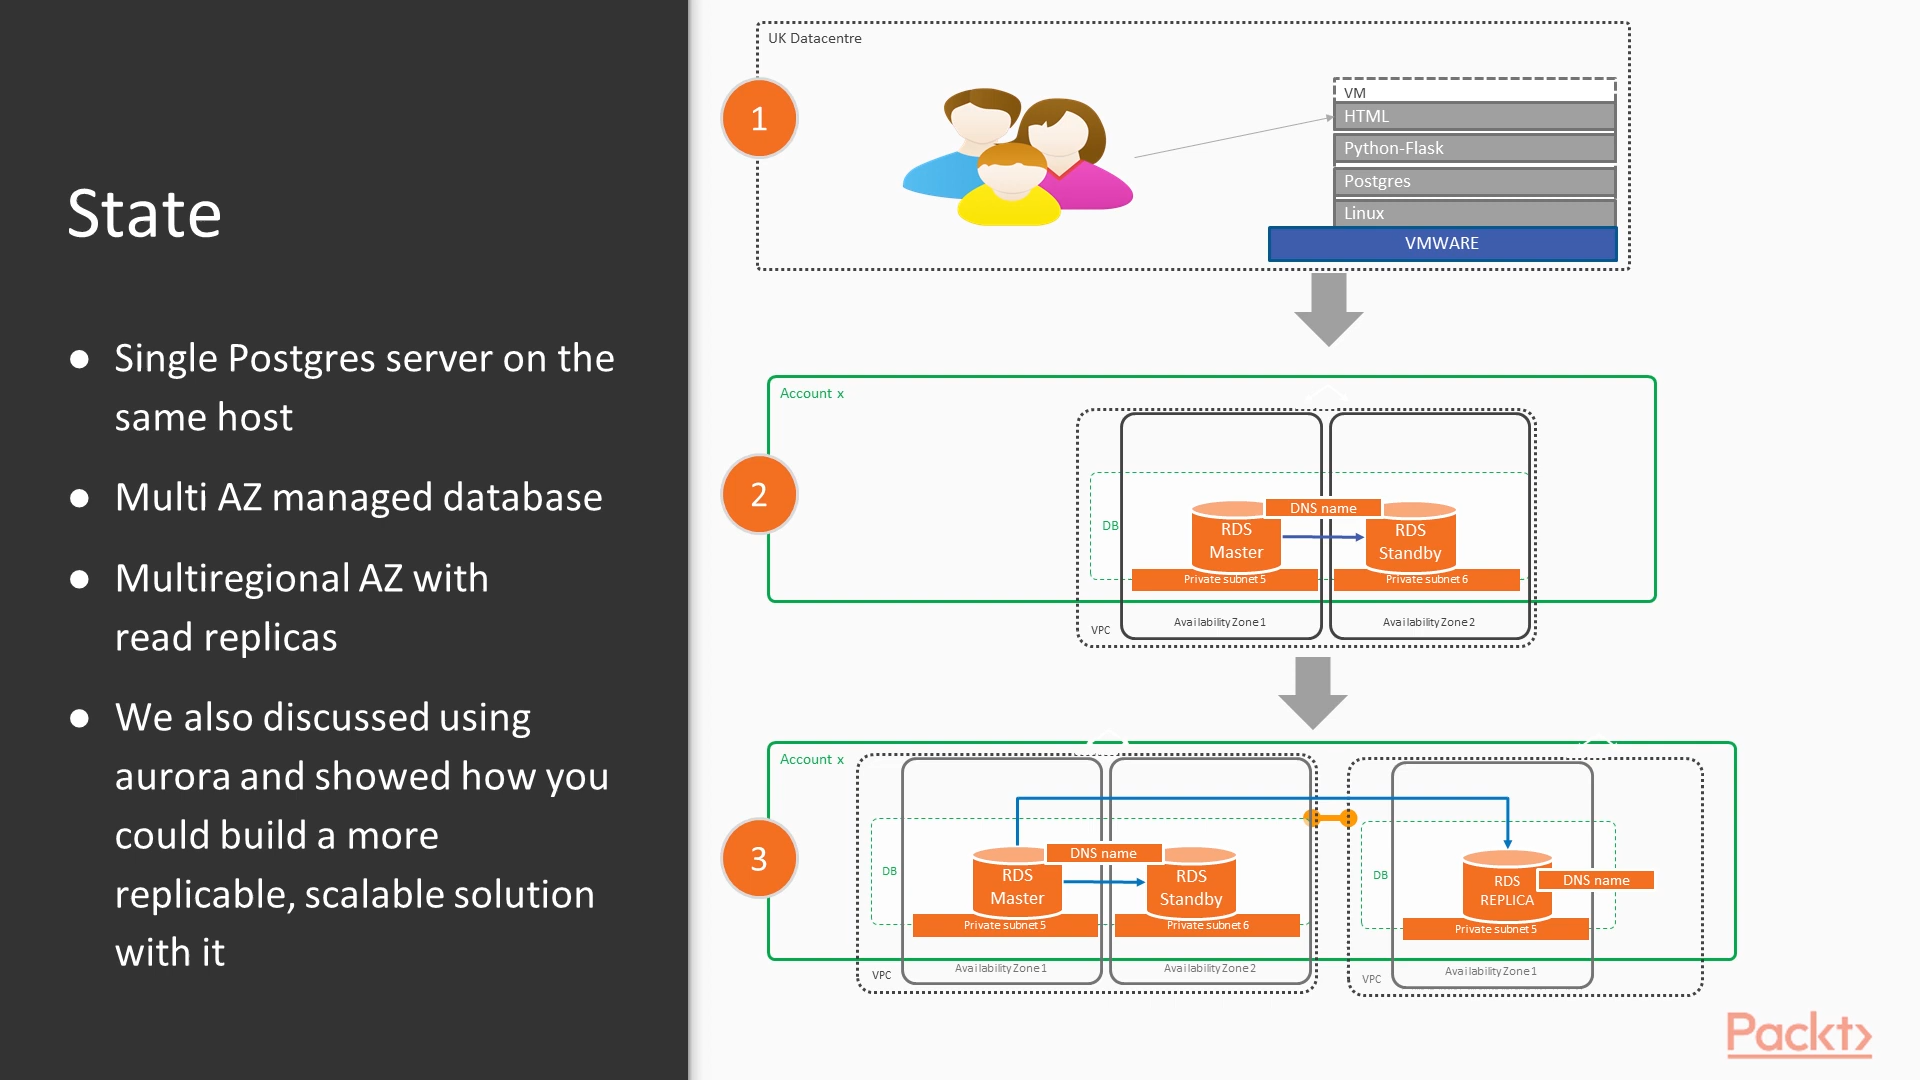 State
● Single Postgres server on the
same host
● Multi AZ managed database
● Multiregional AZ with
read replicas
● We also discussed using
aurora and showed how you
could build a more
replicable, scalable solution
with it
UK Datacentre
1
VM
HTML
Python-Flask
Postgres
Linux
VMWARE
Account x
2
DNS name
DB
RDS
Master
RDS
Standby
Private subnet 5
Private subnet 6
VPC
Availability Zone 1
Availability Zone 2
Account x
3
DNS name
DB
RDS
Master
RDS
Standby
Private subnet 5
Private subnet 6
VPC
Availability Zone 1
Availability Zone 2
DB
RDS
REPLICA
DNS name
Private subnet 5
VPC
Availability Zone 1
Packt>